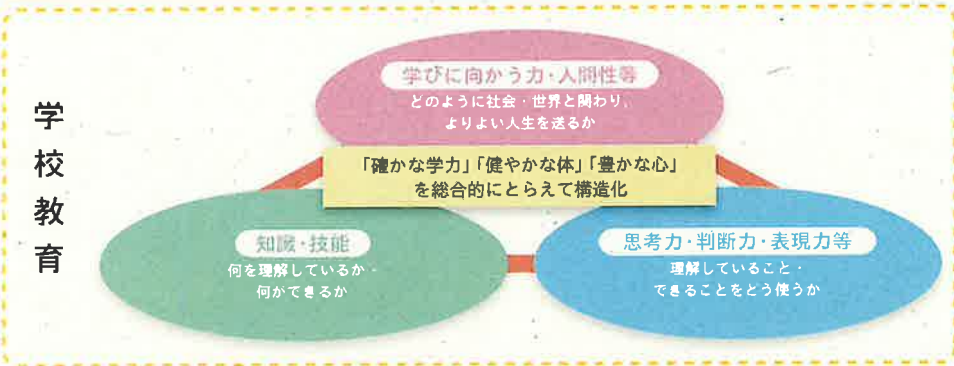 学校教育
学びに向かう力・人間性等
どのように社会・世界と関わり、
よりよい人生を送るか
「確かな学力」「健やかな体」「豊かな心」
を総合的にとらえて構造化
知識・技能
何を理解しているか・
何ができるか
思考力・判断力・表現力等
理解していること・
できることをどう使うか